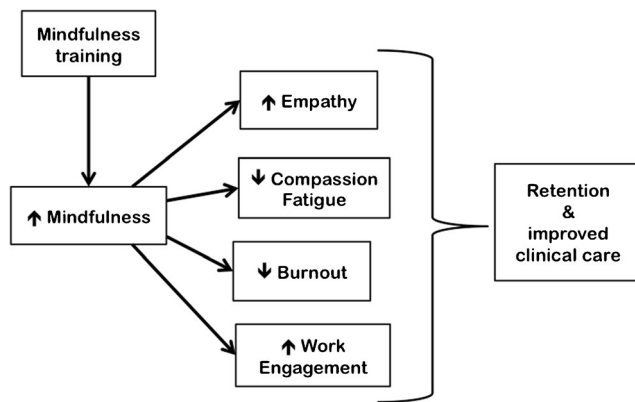 Mindfulness
training
↑ Empathy
↑ Mindfulness
↓ Compassion
Fatigue
↓ Burnout
↑ Work
Engagement
Retention
&
improved
clinical care